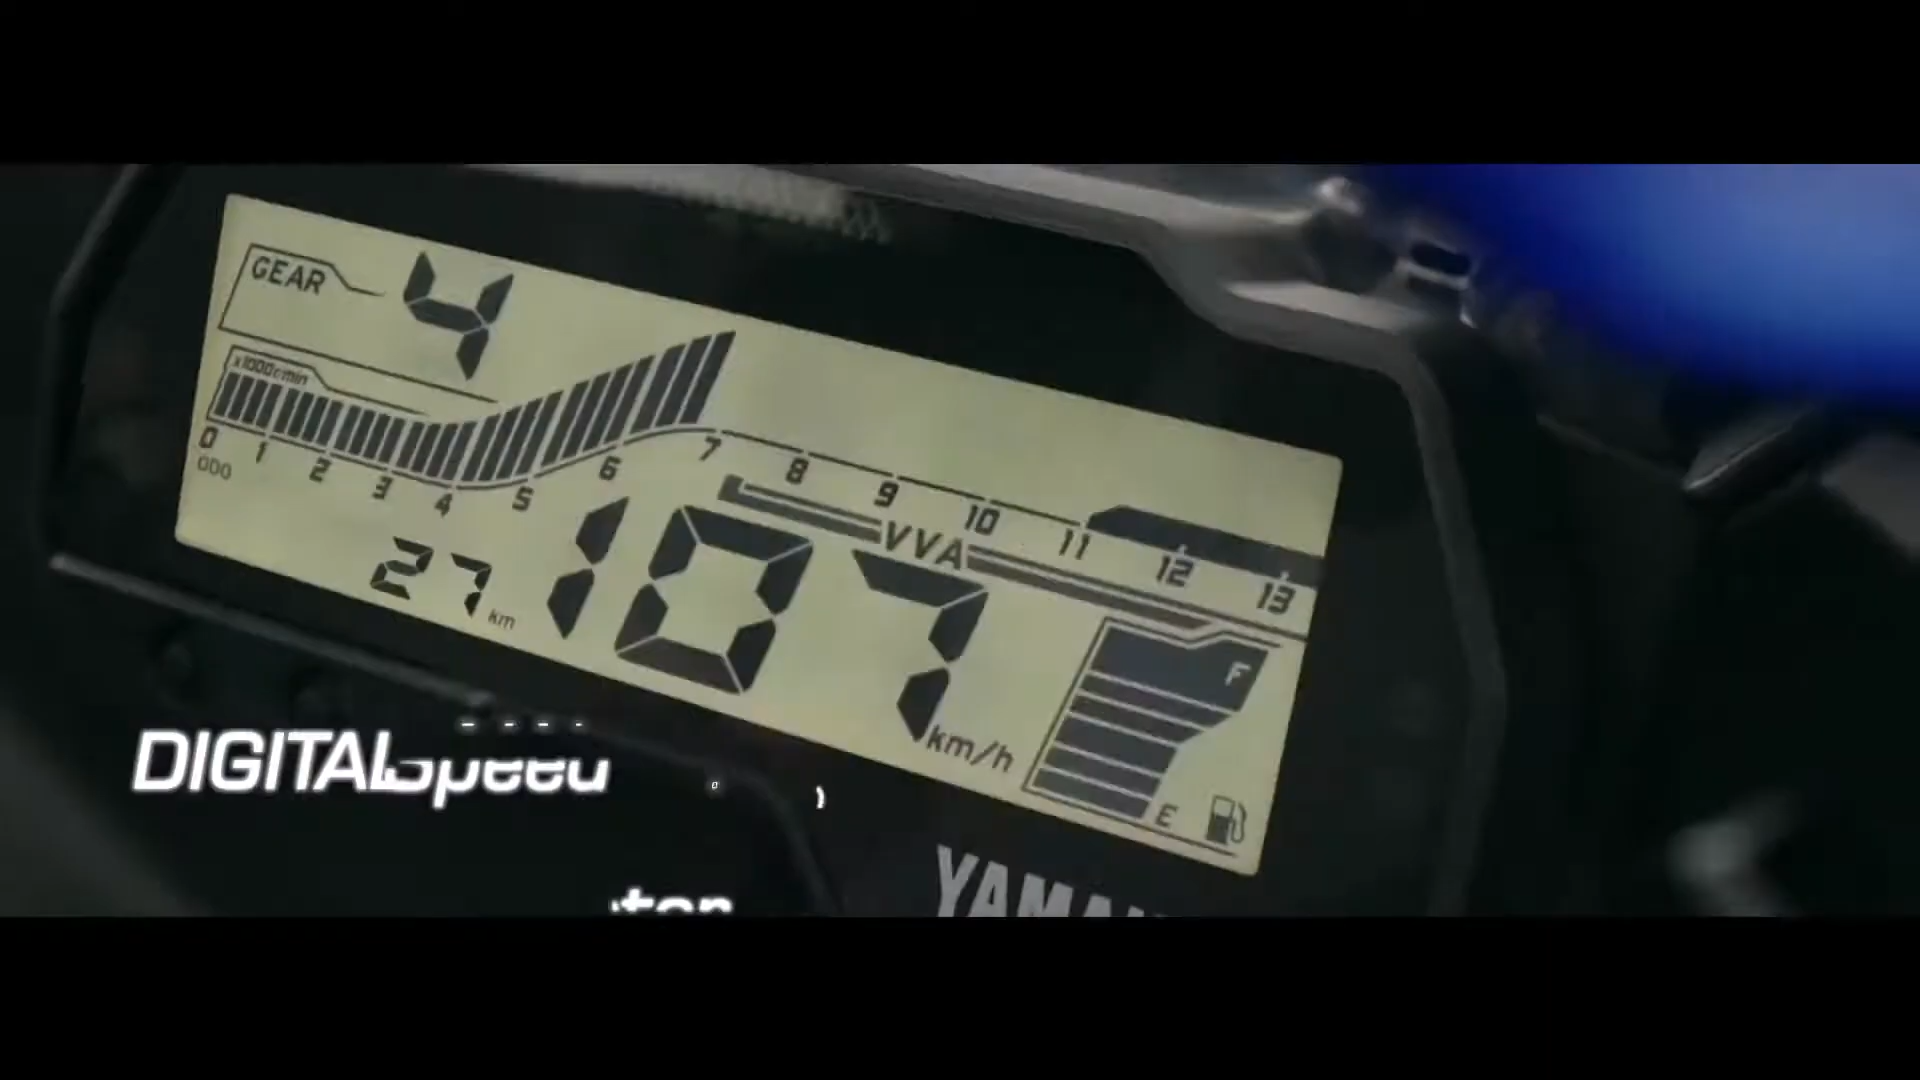 GEAR 4
x1000r/min
0 1 2 3 4 5 6 7 8 9 10 11 12 13
ODO
VVA
27 km
107 km/h
F
E
DIGITAL
YAMA